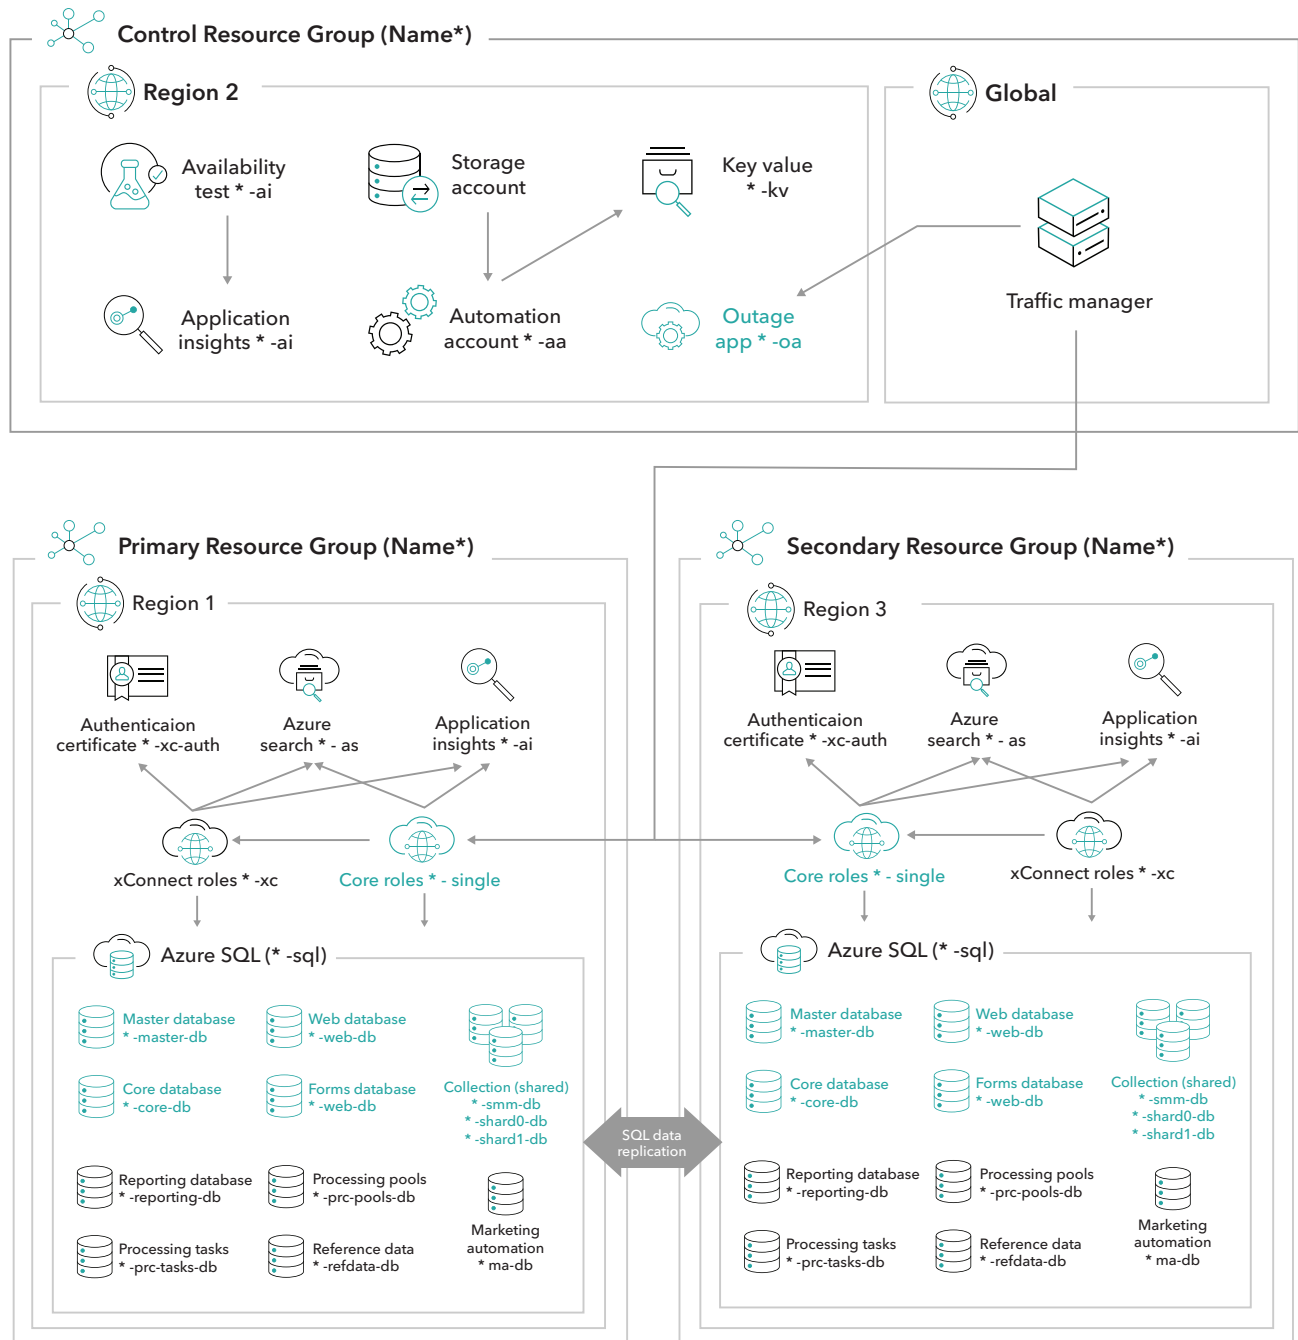 Control Resource Group (Name*)
Region 2
Global
Availability
test * -ai
Storage
account
Key value
* -kv
Application
insights * -ai
Automation
account * -aa
Outage
app * -oa
Traffic manager
Primary Resource Group (Name*)
Region 1
Authenticaion
certificate * -xc-auth
Azure
search * - as
Application
insights * -ai
xConnect roles * -xc
Core roles * - single
Azure SQL (* -sql)
Master database
* -master-db
Web database
* -web-db
Core database
* -core-db
Forms database
* -web-db
Collection (shared)
* -smm-db
* -shard0-db
* -shard1-db
Reporting database
* -reporting-db
Processing pools
* -prc-pools-db
Processing tasks
* -prc-tasks-db
Reference data
* -refdata-db
Marketing
automation
* ma-db
SQL data
replication
Secondary Resource Group (Name*)
Region 3
Authenticaion
certificate * -xc-auth
Azure
search * - as
Application
insights * -ai
Core roles * - single
xConnect roles * -xc
Azure SQL (* -sql)
Master database
* -master-db
Web database
* -web-db
Core database
* -core-db
Forms database
* -web-db
Collection (shared)
* -smm-db
* -shard0-db
* -shard1-db
Reporting database
* -reporting-db
Processing pools
* -prc-pools-db
Processing tasks
* -prc-tasks-db
Reference data
* -refdata-db
Marketing
automation
* ma-db